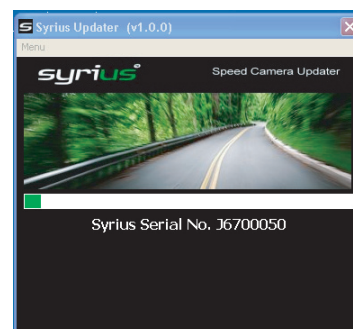 Syrius Updater (v1.0.0)
Menu
syrius
Speed Camera Updater
Syrius Serial No. J6700050